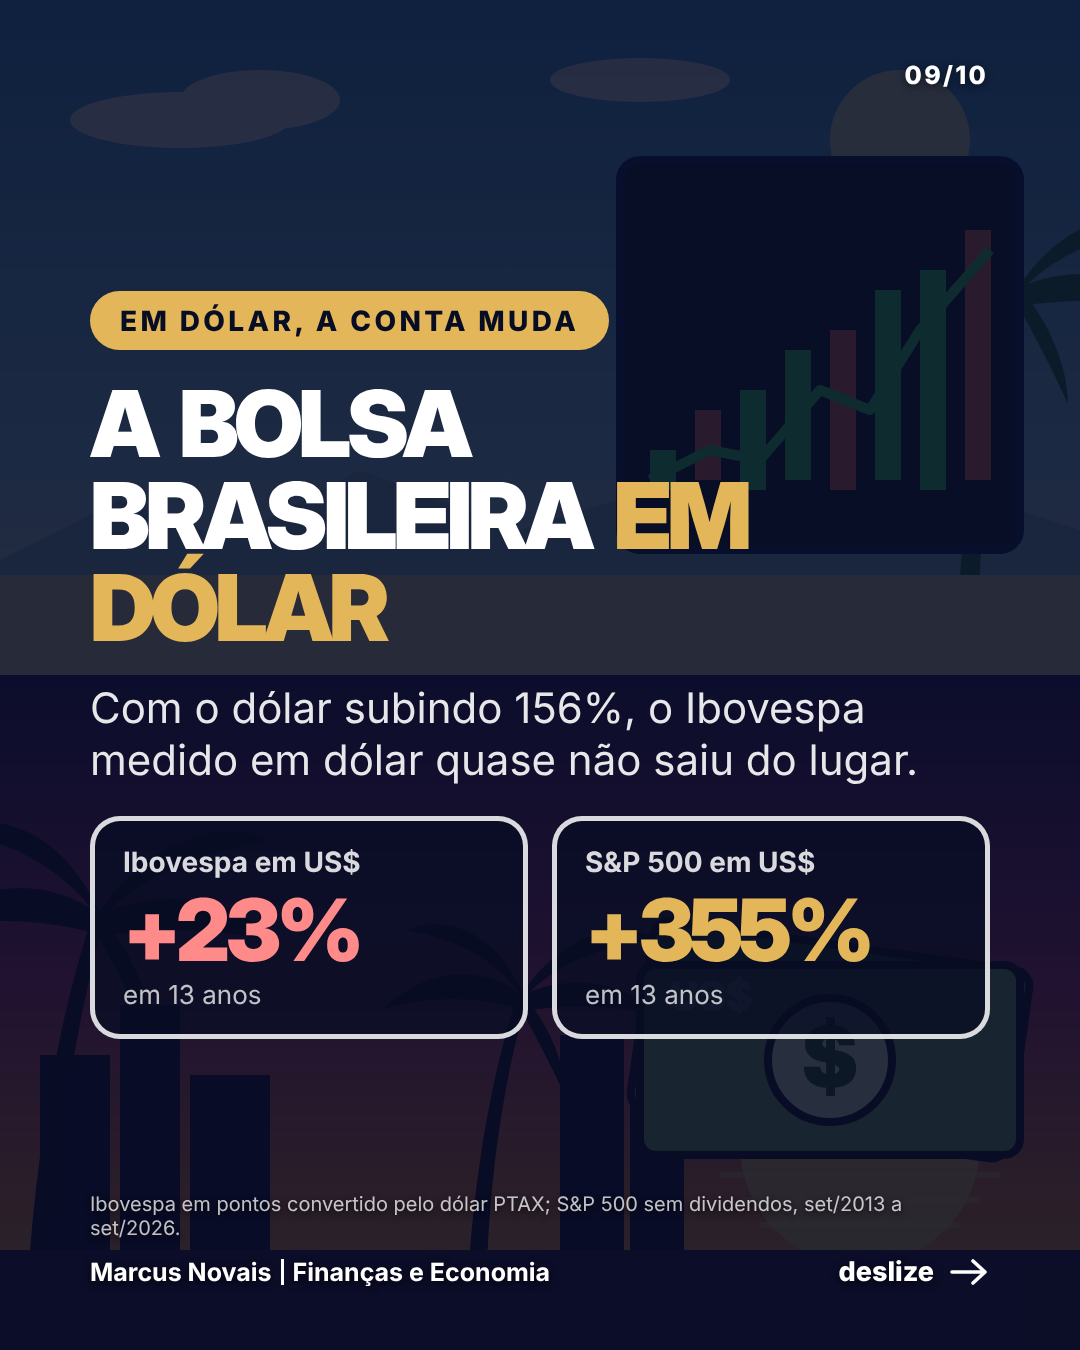 09/10
EM DÓLAR, A CONTA MUDA
A BOLSA
BRASILEIRA EM
DÓLAR
Com o dólar subindo 156%, o Ibovespa
medido em dólar quase não saiu do lugar.
Ibovespa em US$
+23%
em 13 anos
S&P 500 em US$
+355%
em 13 anos
$
$
Ibovespa em pontos convertido pelo dólar PTAX; S&P 500 sem dividendos, set/2013 a
set/2026.
Marcus Novais | Finanças e Economia
deslize →